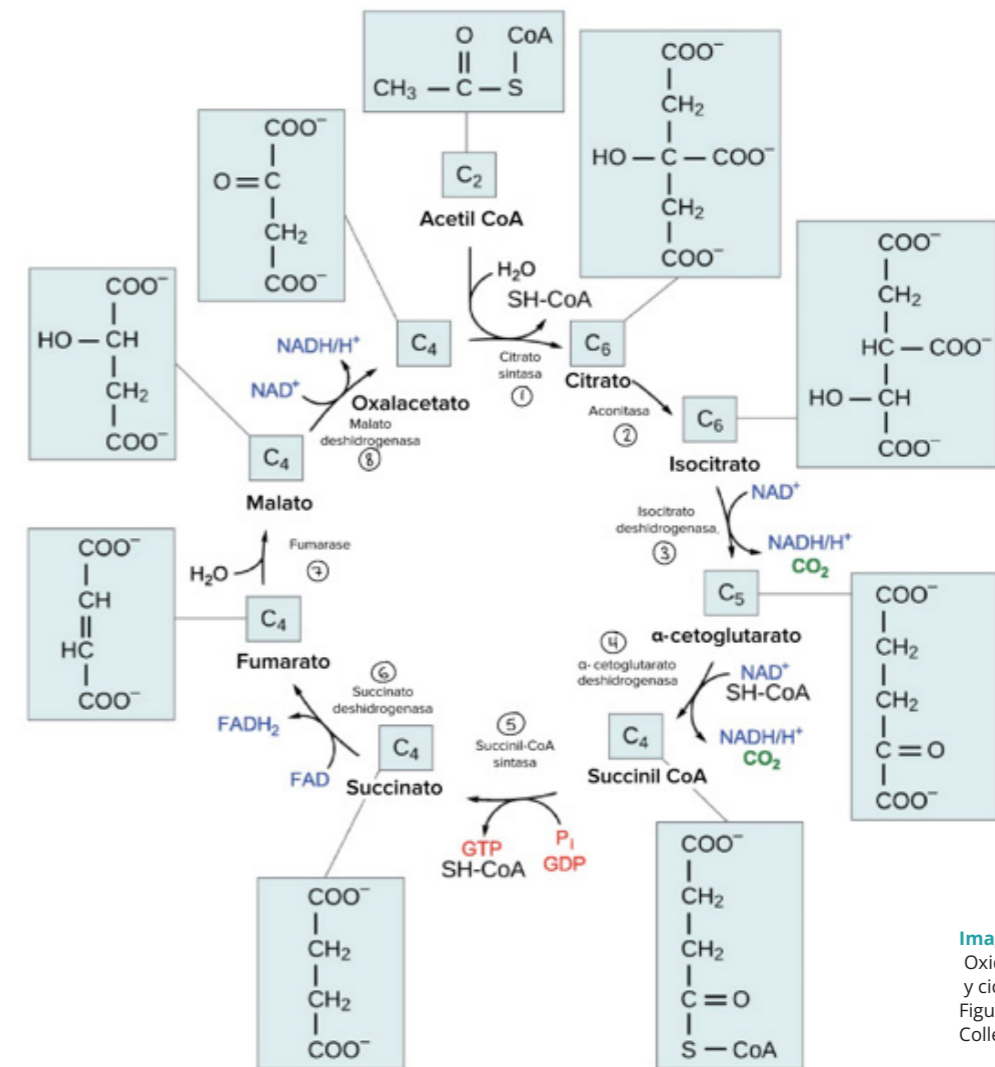 O CoA
||
CH₃ — C — S
C₂
Acetil CoA
COO⁻
CH₂
HO — C — COO⁻
CH₂
COO⁻
COO⁻
O=C
CH₂
COO⁻
H₂O
SH-CoA
C₄
Oxalacetato
Citrato
sintasa
①
C₆
Citrato
Aconitasa
②
C₆
Isocitrato
COO⁻
CH₂
HC — COO⁻
HO — CH
COO⁻
NAD⁺
Isocitrato
deshidrogenasa,
③
NADH/H⁺
CO₂
C₅
α-cetoglutarato
COO⁻
CH₂
CH₂
C=O
COO⁻
④
α- cetoglutarato
deshidrogenasa
NAD⁺
SH-CoA
NADH/H⁺
CO₂
C₄
Succinil CoA
COO⁻
CH₂
CH₂
C=O
S — CoA
⑤
Succinil-CoA
sintasa
Pᵢ
GDP
GTP
SH-CoA
C₄
Succinato
COO⁻
CH₂
CH₂
COO⁻
⑥
Succinato
deshidrogenasa
FADH₂
FAD
C₄
Fumarato
COO⁻
CH
||
HC
COO⁻
H₂O
Fumarase
⑦
C₄
Malato
COO⁻
HO — CH
CH₂
COO⁻
NADH/H⁺
NAD⁺
Malato
deshidrogenasa
⑧
Ima
Oxid
y cic
Figu
Colle